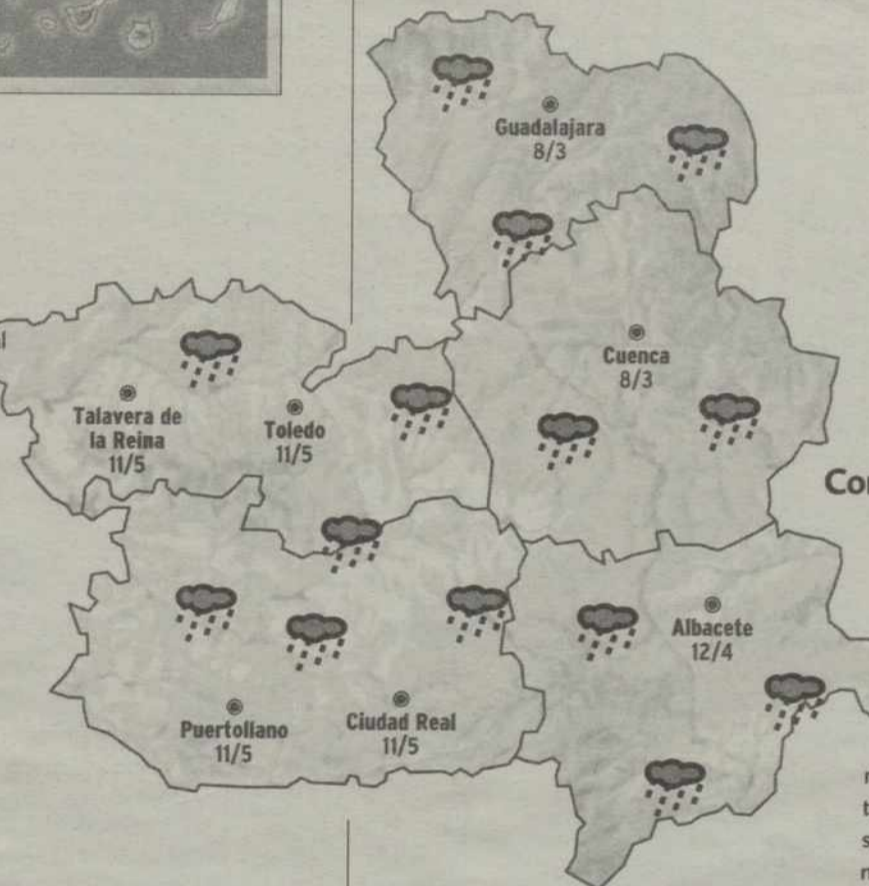 Guadalajara
8/3
Cuenca
8/3
Talavera de
la Reina
11/5
Toledo
11/5
Albacete
12/4
Puertollano
11/5
Ciudad Real
11/5